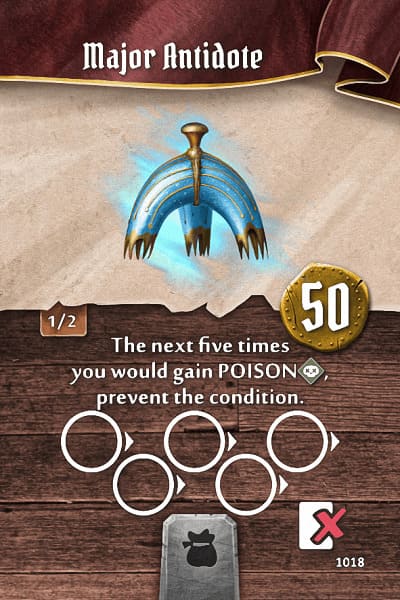 Major Antidote
50
1/2
The next five times
you would gain POISON,
prevent the condition.
1018